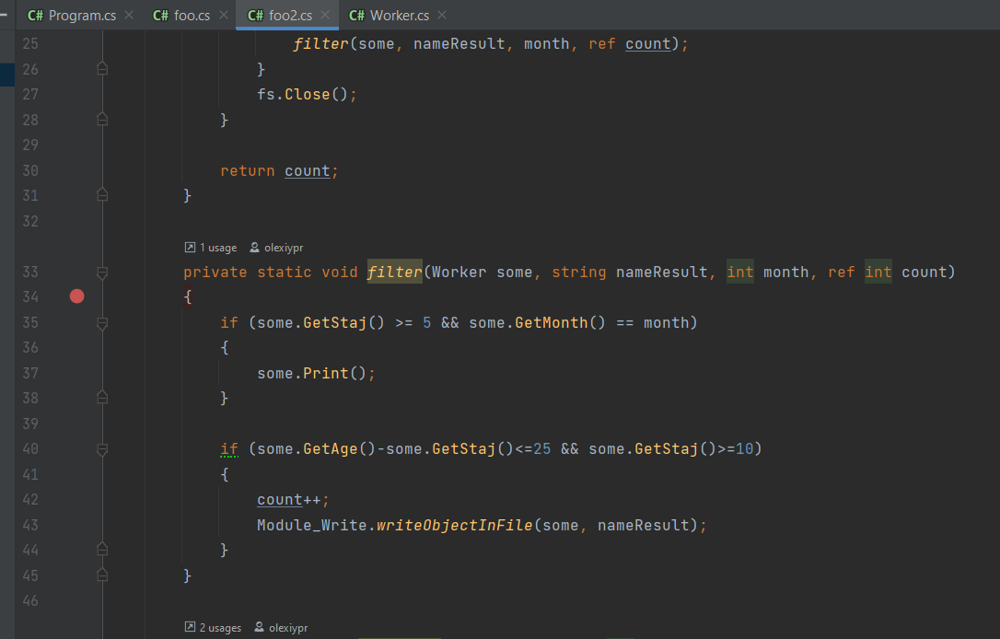 C# Program.cs C# foo.cs C# foo2.cs C# Worker.cs
25 filter(some, nameResult, month, ref count);
26 }
27 fs.Close();
28 }
29
30 return count;
31 }
32
1 usage olexiypr
33 private static void filter(Worker some, string nameResult, int month, ref int count)
34 {
35 if (some.GetStaj() >= 5 && some.GetMonth() == month)
36 {
37 some.Print();
38 }
39
40 if (some.GetAge()-some.GetStaj()<=25 && some.GetStaj()>=10)
41 {
42 count++;
43 Module_Write.writeObjectInFile(some, nameResult);
44 }
45 }
46
2 usages olexiypr